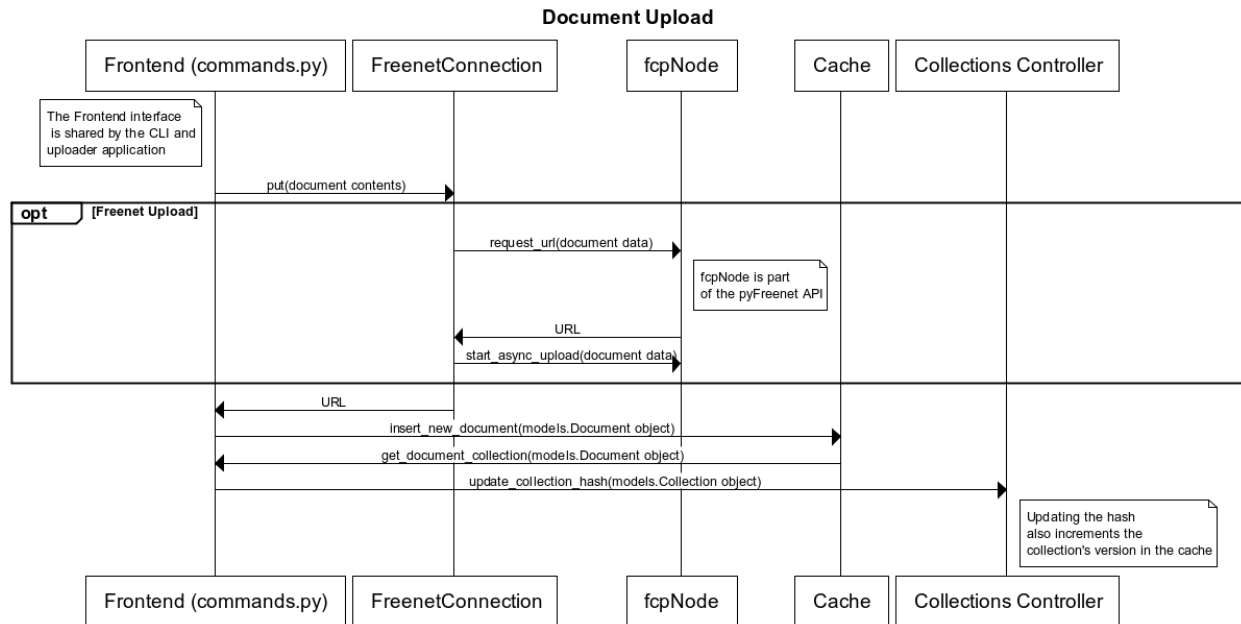 Document Upload
Frontend (commands.py)
FreenetConnection
fcpNode
Cache
Collections Controller
The Frontend interface
is shared by the CLI and
uploader application
put(document contents)
opt
[Freenet Upload]
request_url(document data)
fcpNode is part
of the pyFreenet API
URL
start_async_upload(document data)
URL
insert_new_document(models.Document object)
get_document_collection(models.Document object)
update_collection_hash(models.Collection object)
Updating the hash
also increments the
collection's version in the cache
Frontend (commands.py)
FreenetConnection
fcpNode
Cache
Collections Controller